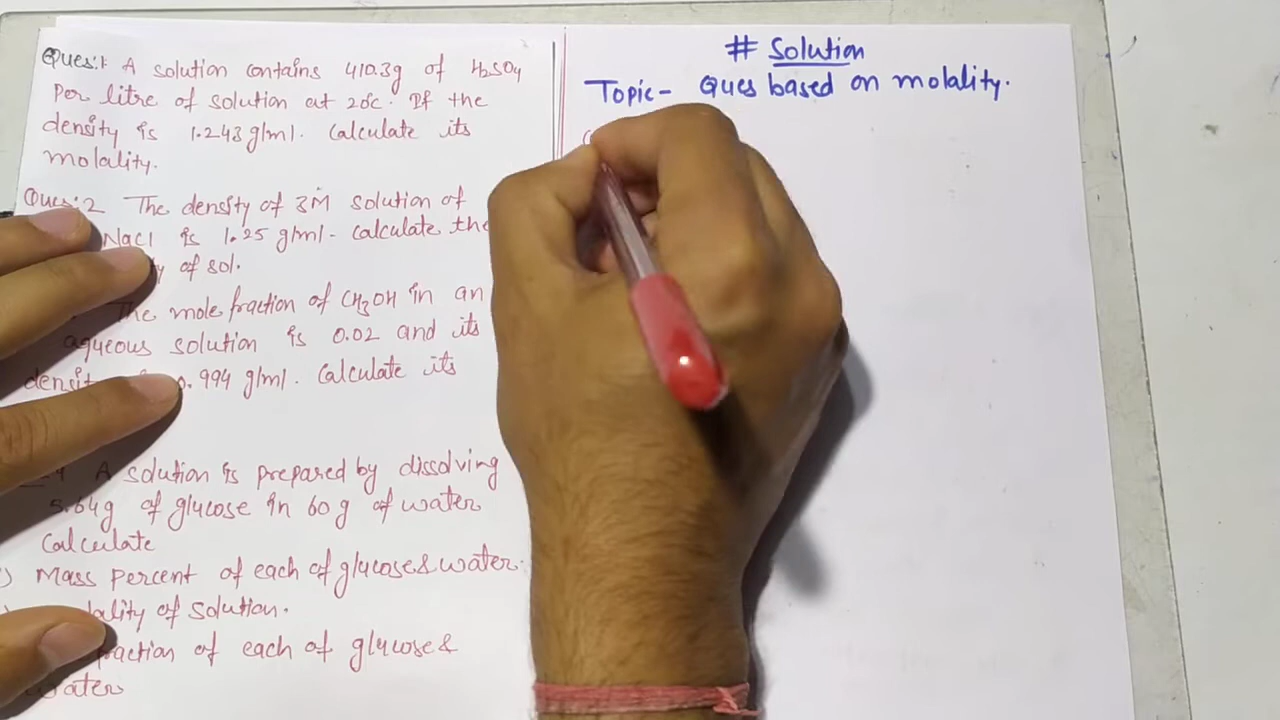 Ques:1 A solution contains 410.3g of H2SO4
Per litre of solution at 20°c. If the
density is 1.243 g/ml. Calculate its
molality.
Ques:2 The density of 3M solution of
NaCl is 1.25 g/ml. calculate the
of sol.
The mole fraction of CH3OH in an
aqueous solution is 0.02 and its
.994 g/ml. Calculate its
A solution is prepared by dissolving
5.64g of glucose in 60g of water
Calculate
Mass percent of each of glucose & water.
of solution.
of each of glucose &
# Solution
Topic- Ques based on molality.